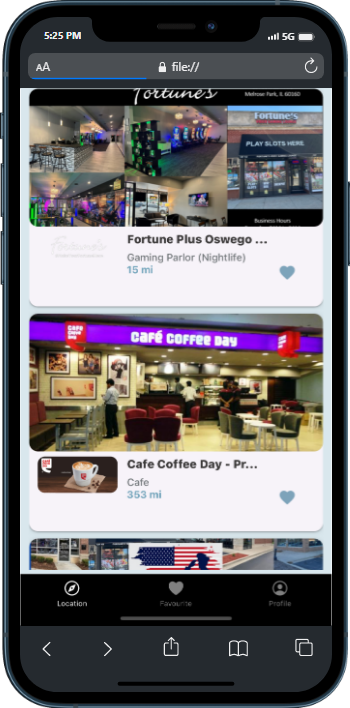 5:25 PM
5G
AA
file://
Fortune's
Melrose Park, IL 60160
Fortune's
PLAY SLOTS HERE
Business Hours
Fortune's
Fortune Plus Oswego ...
Gaming Parlor (Nightlife)
15 mi
CAFE COFFEE DAY
CAFÉ COFFEE DAY
Cafe Coffee Day - Pr...
Cafe
353 mi
Location
Favourite
Profile